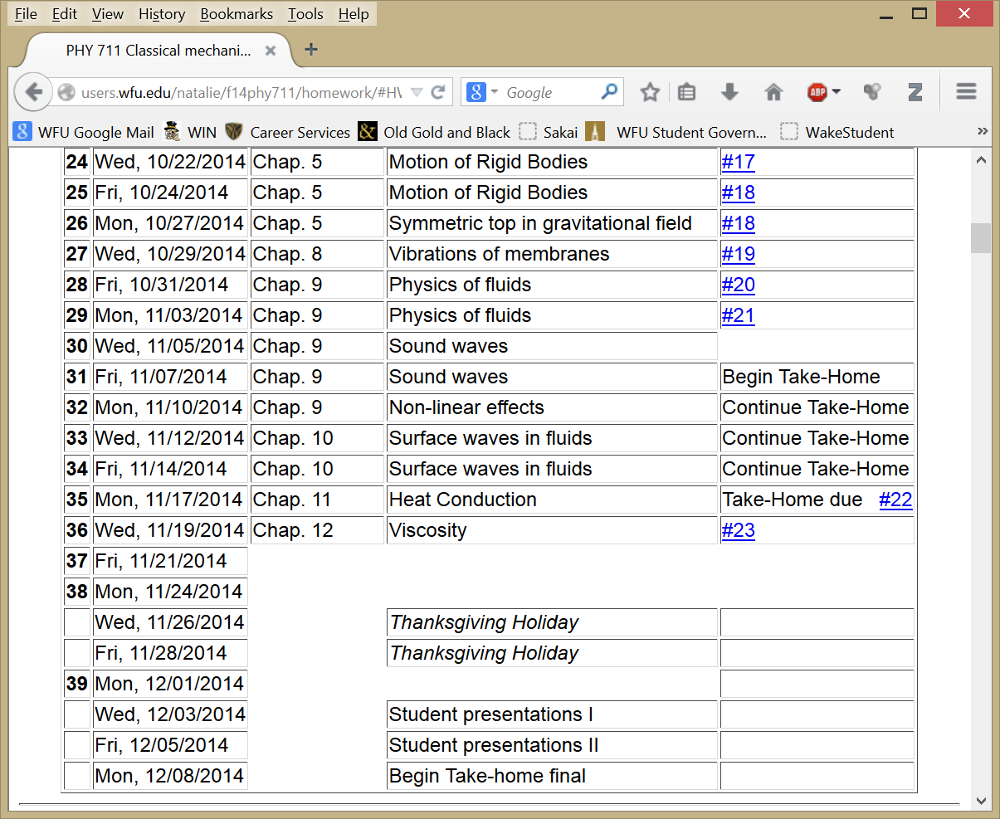 File Edit View History Bookmarks Tools Help
PHY 711 Classical mechani...
users.wfu.edu/natalie/f14phy711/homework/#HW
8 Google ABP Z
8 WFU Google Mail WIN Career Services & Old Gold and Black Sakai WFU Student Govern... WakeStudent »
24 Wed, 10/22/2014 Chap. 5 Motion of Rigid Bodies #17
25 Fri, 10/24/2014 Chap. 5 Motion of Rigid Bodies #18
26 Mon, 10/27/2014 Chap. 5 Symmetric top in gravitational field #18
27 Wed, 10/29/2014 Chap. 8 Vibrations of membranes #19
28 Fri, 10/31/2014 Chap. 9 Physics of fluids #20
29 Mon, 11/03/2014 Chap. 9 Physics of fluids #21
30 Wed, 11/05/2014 Chap. 9 Sound waves
31 Fri, 11/07/2014 Chap. 9 Sound waves Begin Take-Home
32 Mon, 11/10/2014 Chap. 9 Non-linear effects Continue Take-Home
33 Wed, 11/12/2014 Chap. 10 Surface waves in fluids Continue Take-Home
34 Fri, 11/14/2014 Chap. 10 Surface waves in fluids Continue Take-Home
35 Mon, 11/17/2014 Chap. 11 Heat Conduction Take-Home due #22
36 Wed, 11/19/2014 Chap. 12 Viscosity #23
37 Fri, 11/21/2014
38 Mon, 11/24/2014
Wed, 11/26/2014 Thanksgiving Holiday
Fri, 11/28/2014 Thanksgiving Holiday
39 Mon, 12/01/2014
Wed, 12/03/2014 Student presentations I
Fri, 12/05/2014 Student presentations II
Mon, 12/08/2014 Begin Take-home final